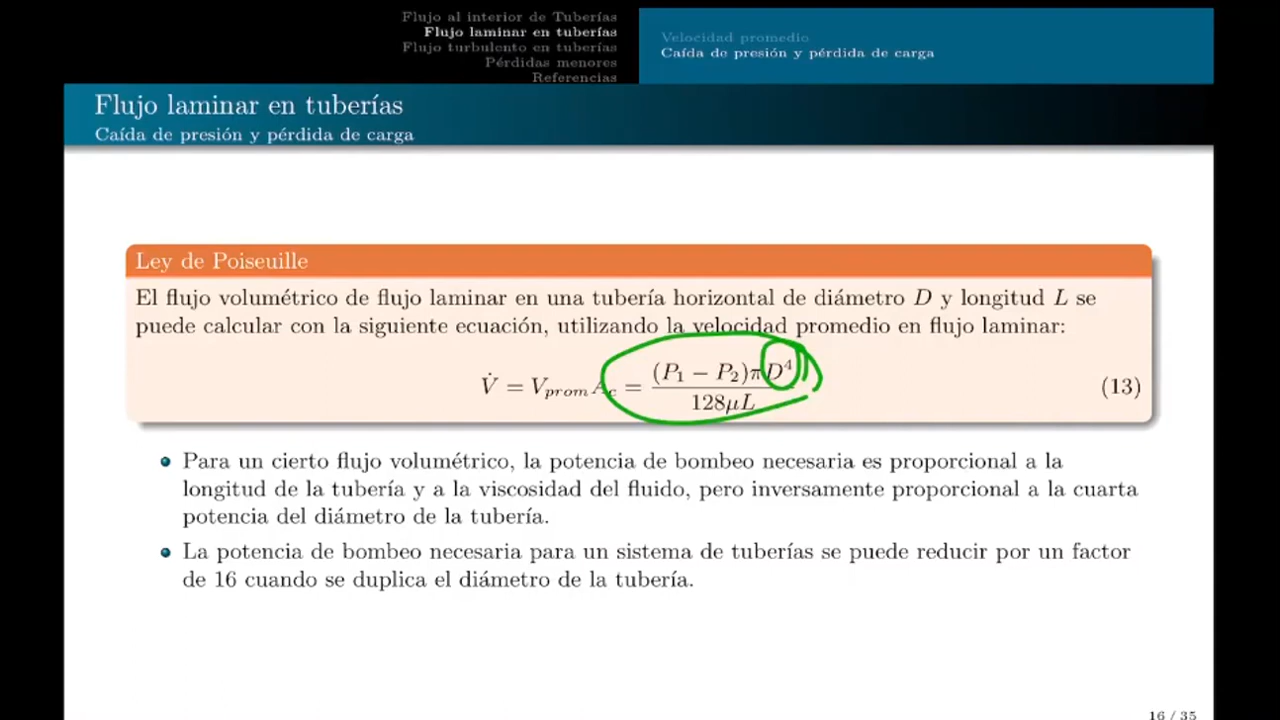 Flujo al interior de Tuberías
Flujo laminar en tuberías
Flujo turbulento en tuberías
Pérdidas menores
Referencias
Velocidad promedio
Caída de presión y pérdida de carga
Flujo laminar en tuberías
Caída de presión y pérdida de carga
Ley de Poiseuille
El flujo volumétrico de flujo laminar en una tubería horizontal de diámetro D y longitud L se
puede calcular con la siguiente ecuación, utilizando la velocidad promedio en flujo laminar:
V̇ = V_prom A_c = (P₁ − P₂)πD⁴ / 128μL (13)
Para un cierto flujo volumétrico, la potencia de bombeo necesaria es proporcional a la
longitud de la tubería y a la viscosidad del fluido, pero inversamente proporcional a la cuarta
potencia del diámetro de la tubería.
La potencia de bombeo necesaria para un sistema de tuberías se puede reducir por un factor
de 16 cuando se duplica el diámetro de la tubería.
16 / 35